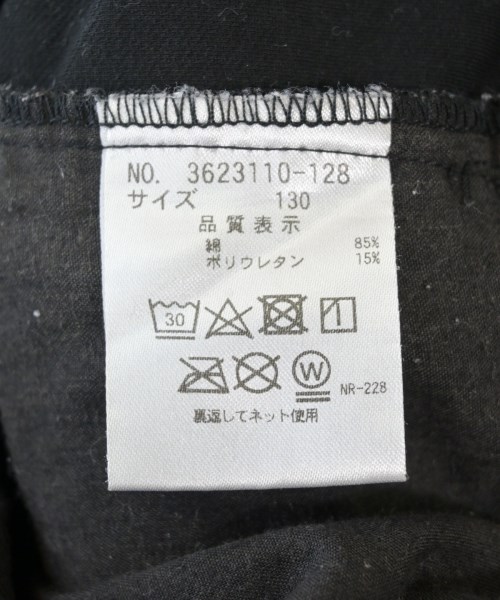 NO. 3623110-128
サイズ 130
品質表示
綿 85%
ポリウレタン 15%
30
W
NR-228
裏返してネット使用